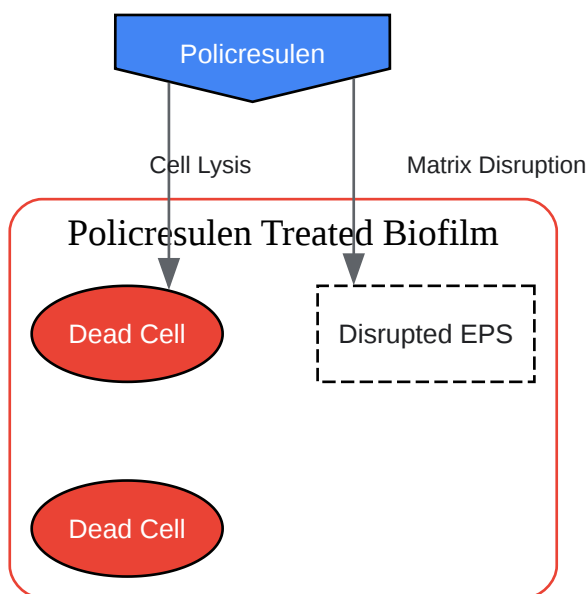 Policresulen
Cell Lysis
Matrix Disruption
Policresulen Treated Biofilm
Dead Cell
Disrupted EPS
Dead Cell